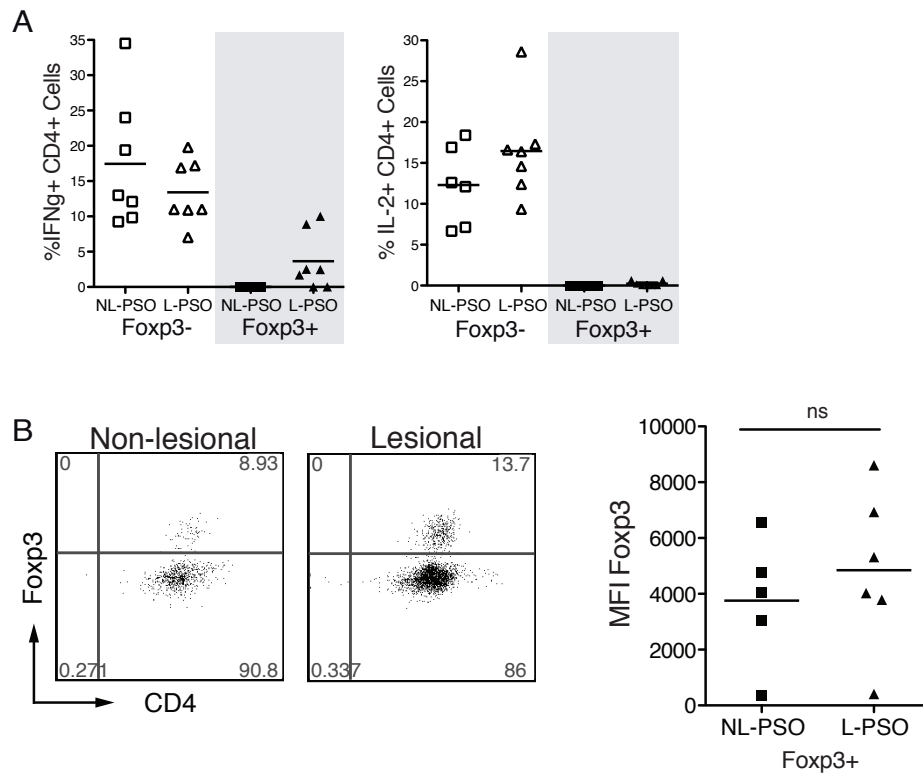 A
%IFNg+ CD4+ Cells
35
30
25
20
15
10
5
0
NL-PSO L-PSO NL-PSO L-PSO
Foxp3- Foxp3+
% IL-2+ CD4+ Cells
30
25
20
15
10
5
0
NL-PSO L-PSO NL-PSO L-PSO
Foxp3- Foxp3+
B
Non-lesional
0 8.93
0.271 90.8
Lesional
0 13.7
0.337 86
Foxp3
CD4
MFI Foxp3
10000
8000
6000
4000
2000
0
ns
NL-PSO L-PSO
Foxp3+